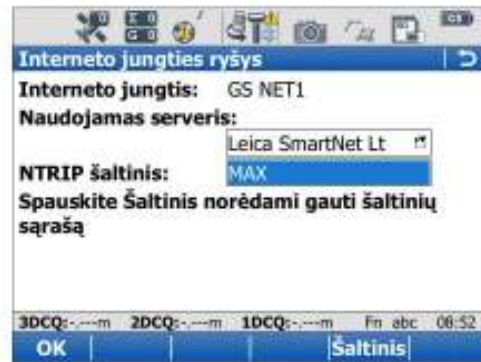 Interneto jungties ryšys
Interneto jungtis: GS NET1
Naudojamas serveris:
Leica SmartNet Lt
NTRIP šaltinis: MAX
Spauskite Šaltinis norėdami gauti šaltinių
sąrašą
3DCQ:-.---m 2DCQ:-.---m 1DCQ:-.---m Fn abc 08:52
OK Šaltinis